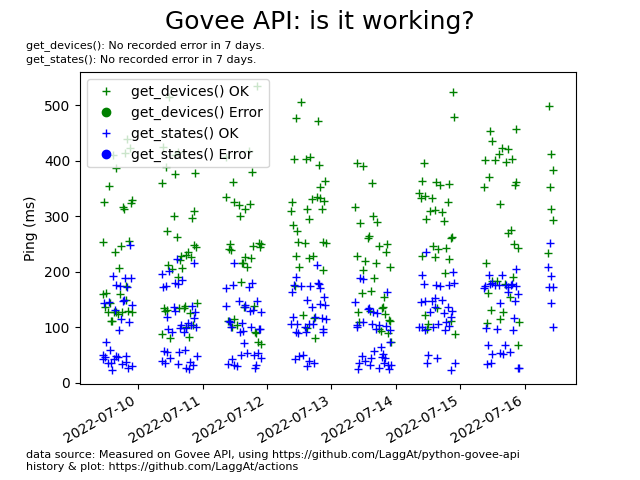 Govee API: is it working?
get_devices(): No recorded error in 7 days.
get_states(): No recorded error in 7 days.
get_devices() OK
get_devices() Error
get_states() OK
get_states() Error
Ping (ms)
500
400
300
200
100
0
2022-07-10
2022-07-11
2022-07-12
2022-07-13
2022-07-14
2022-07-15
2022-07-16
data source: Measured on Govee API, using https://github.com/LaggAt/python-govee-api
history & plot: https://github.com/LaggAt/actions